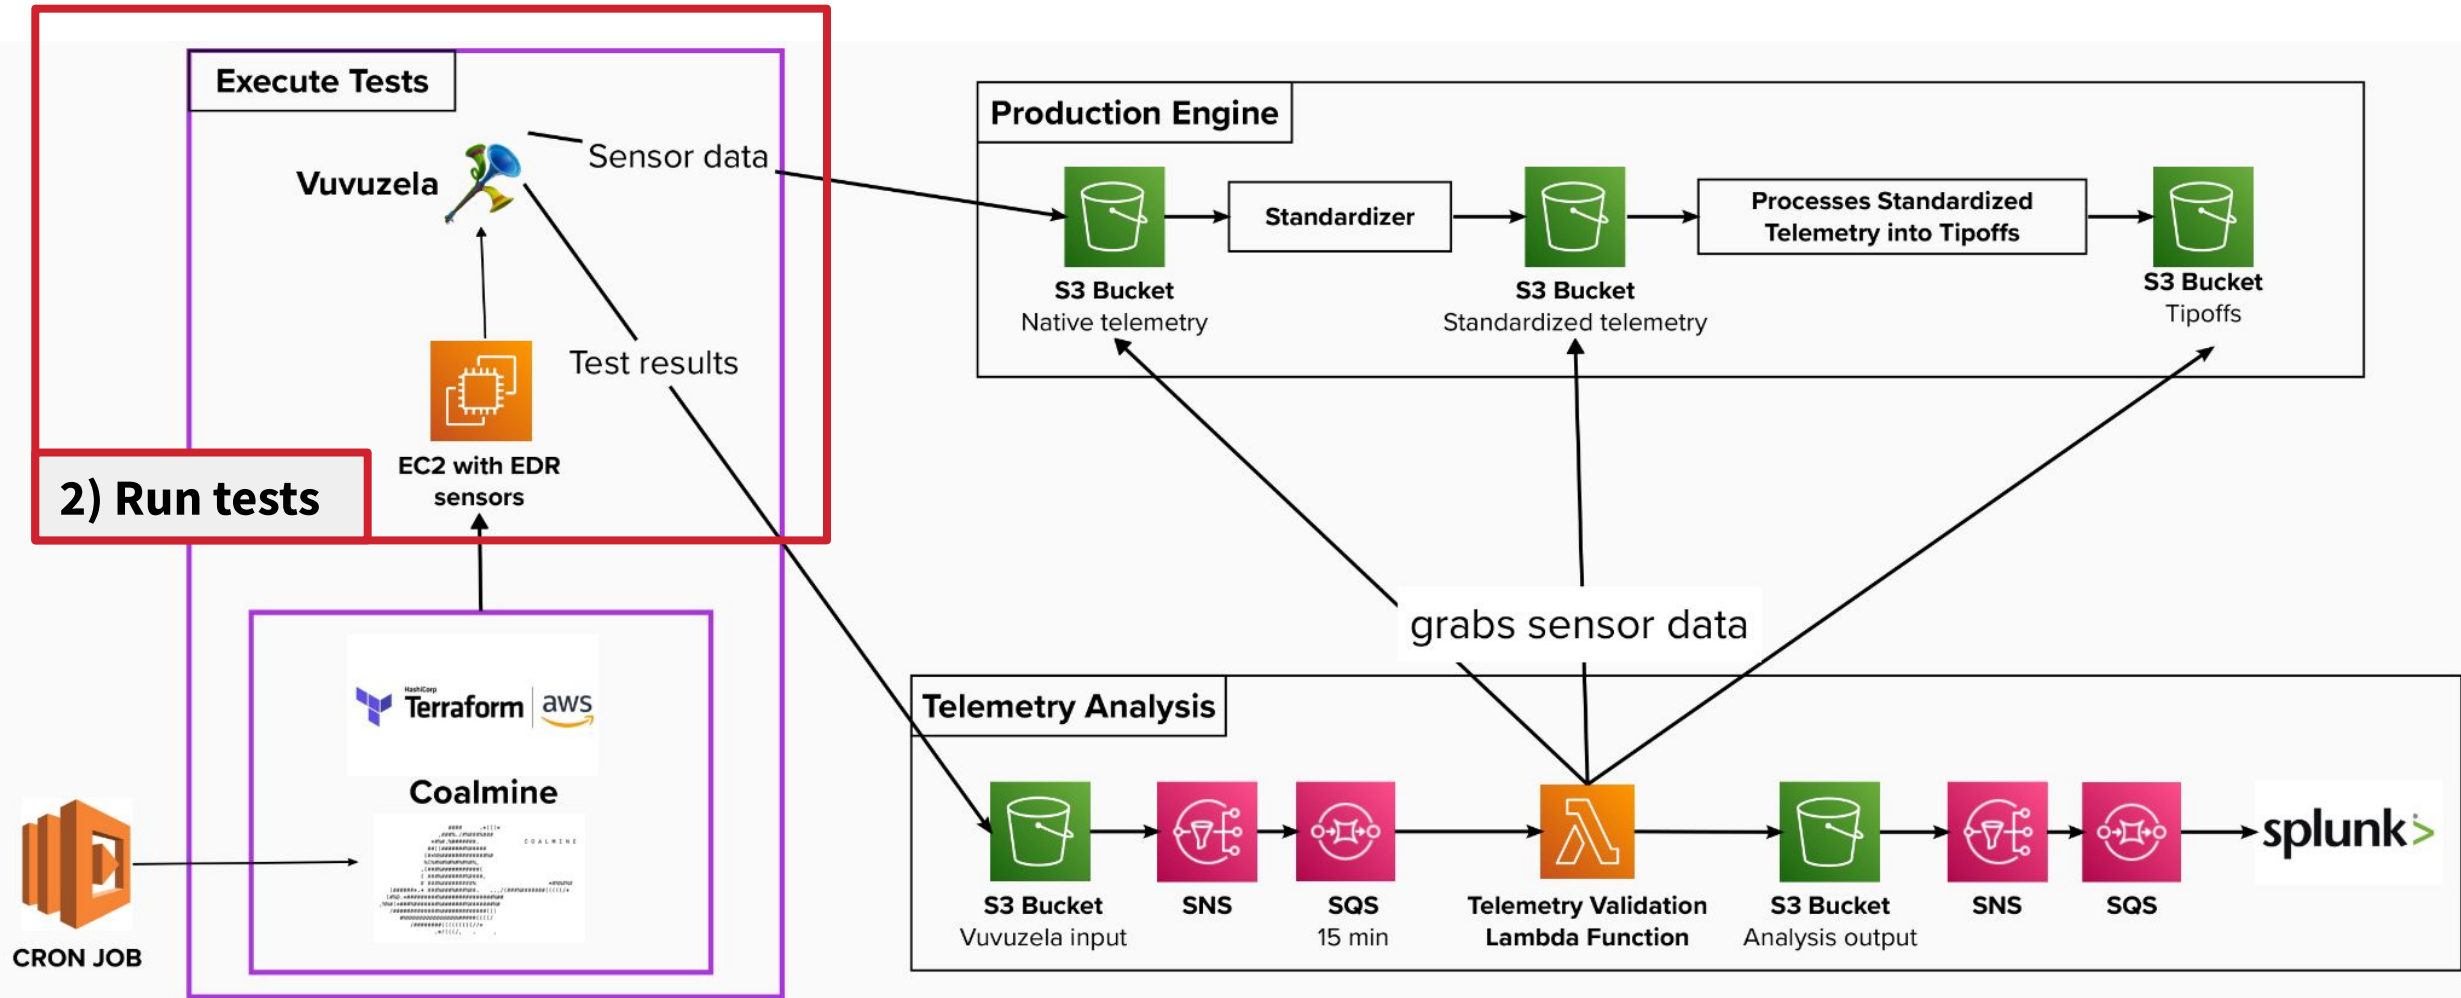 Execute Tests
Vuvuzela
Sensor data
Test results
EC2 with EDR
sensors
2) Run tests
HashiCorp
Terraform
aws
Coalmine
COALMINE
CRON JOB
Production Engine
Standardizer
Processes Standardized
Telemetry into Tipoffs
S3 Bucket
Native telemetry
S3 Bucket
Standardized telemetry
S3 Bucket
Tipoffs
grabs sensor data
Telemetry Analysis
S3 Bucket
Vuvuzela input
SNS
SQS
15 min
Telemetry Validation
Lambda Function
S3 Bucket
Analysis output
SNS
SQS
splunk>